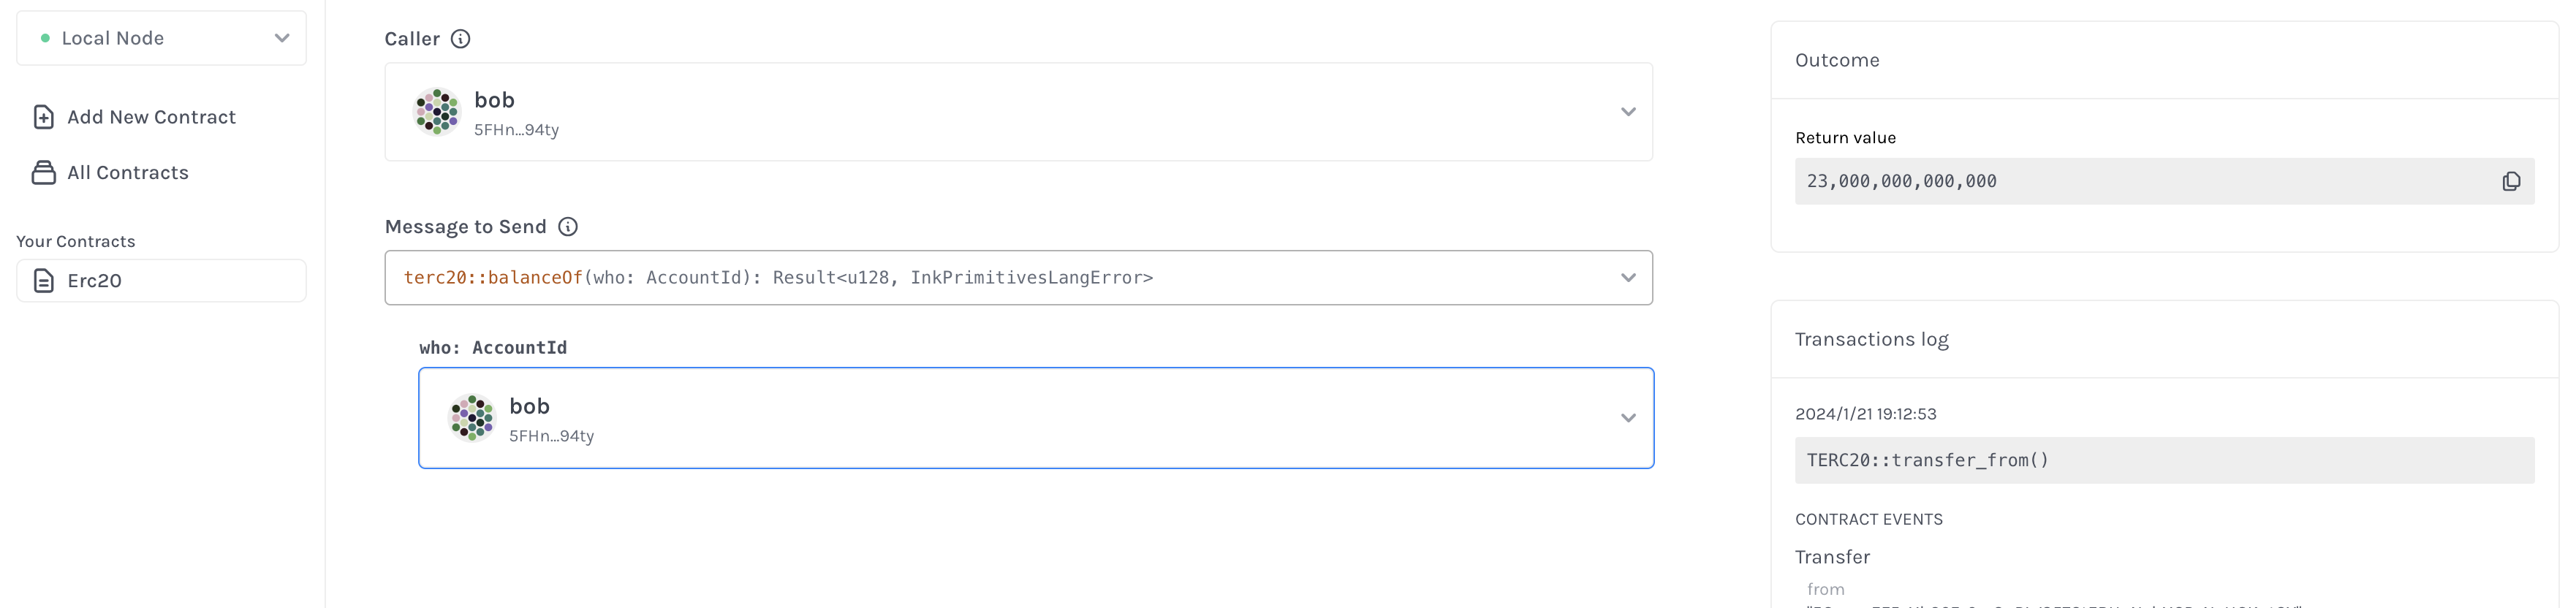 Local Node
Add New Contract
All Contracts
Your Contracts
Erc20
Caller
bob
5FHn...94ty
Message to Send
terc20::balanceOf(who: AccountId): Result<u128, InkPrimitivesLangError>
who: AccountId
bob
5FHn...94ty
Outcome
Return value
23,000,000,000,000
Transactions log
2024/1/21 19:12:53
TERC20::transfer_from()
CONTRACT EVENTS
Transfer
from